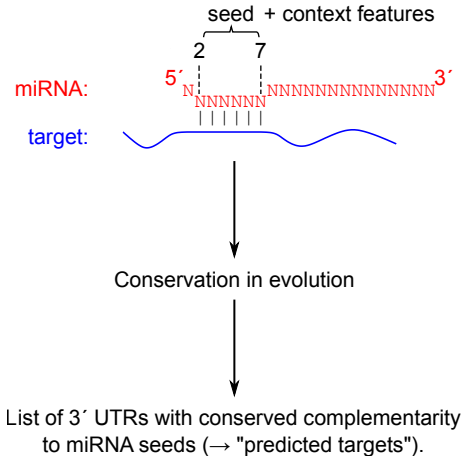 seed + context features
2 7
miRNA: 5´ N NNNNNN NNNNNNNNNNNNNN 3´
target:
Conservation in evolution
List of 3´ UTRs with conserved complementarity
to miRNA seeds (→ "predicted targets").